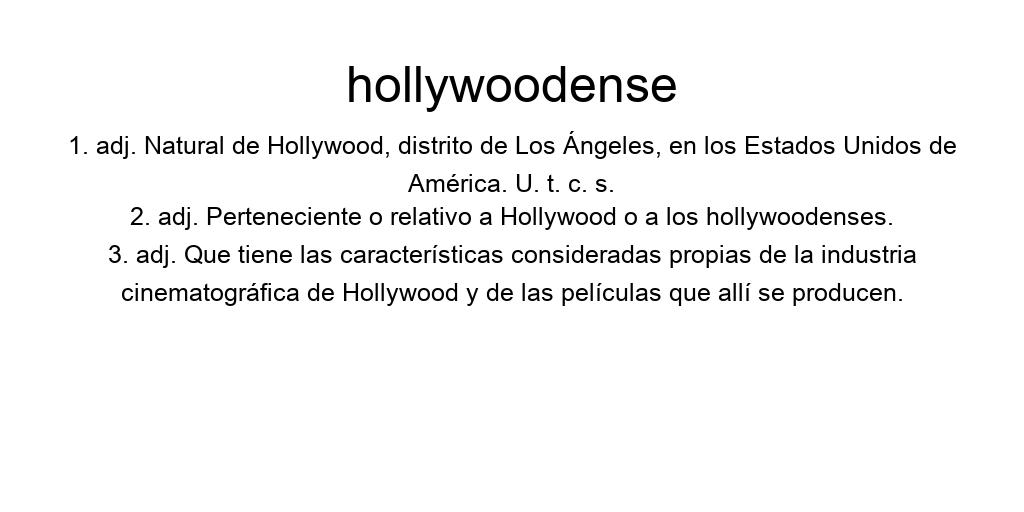 hollywoodense
1. adj. Natural de Hollywood, distrito de Los Ángeles, en los Estados Unidos de
América. U. t. c. s.
2. adj. Perteneciente o relativo a Hollywood o a los hollywoodenses.
3. adj. Que tiene las características consideradas propias de la industria
cinematográfica de Hollywood y de las películas que allí se producen.